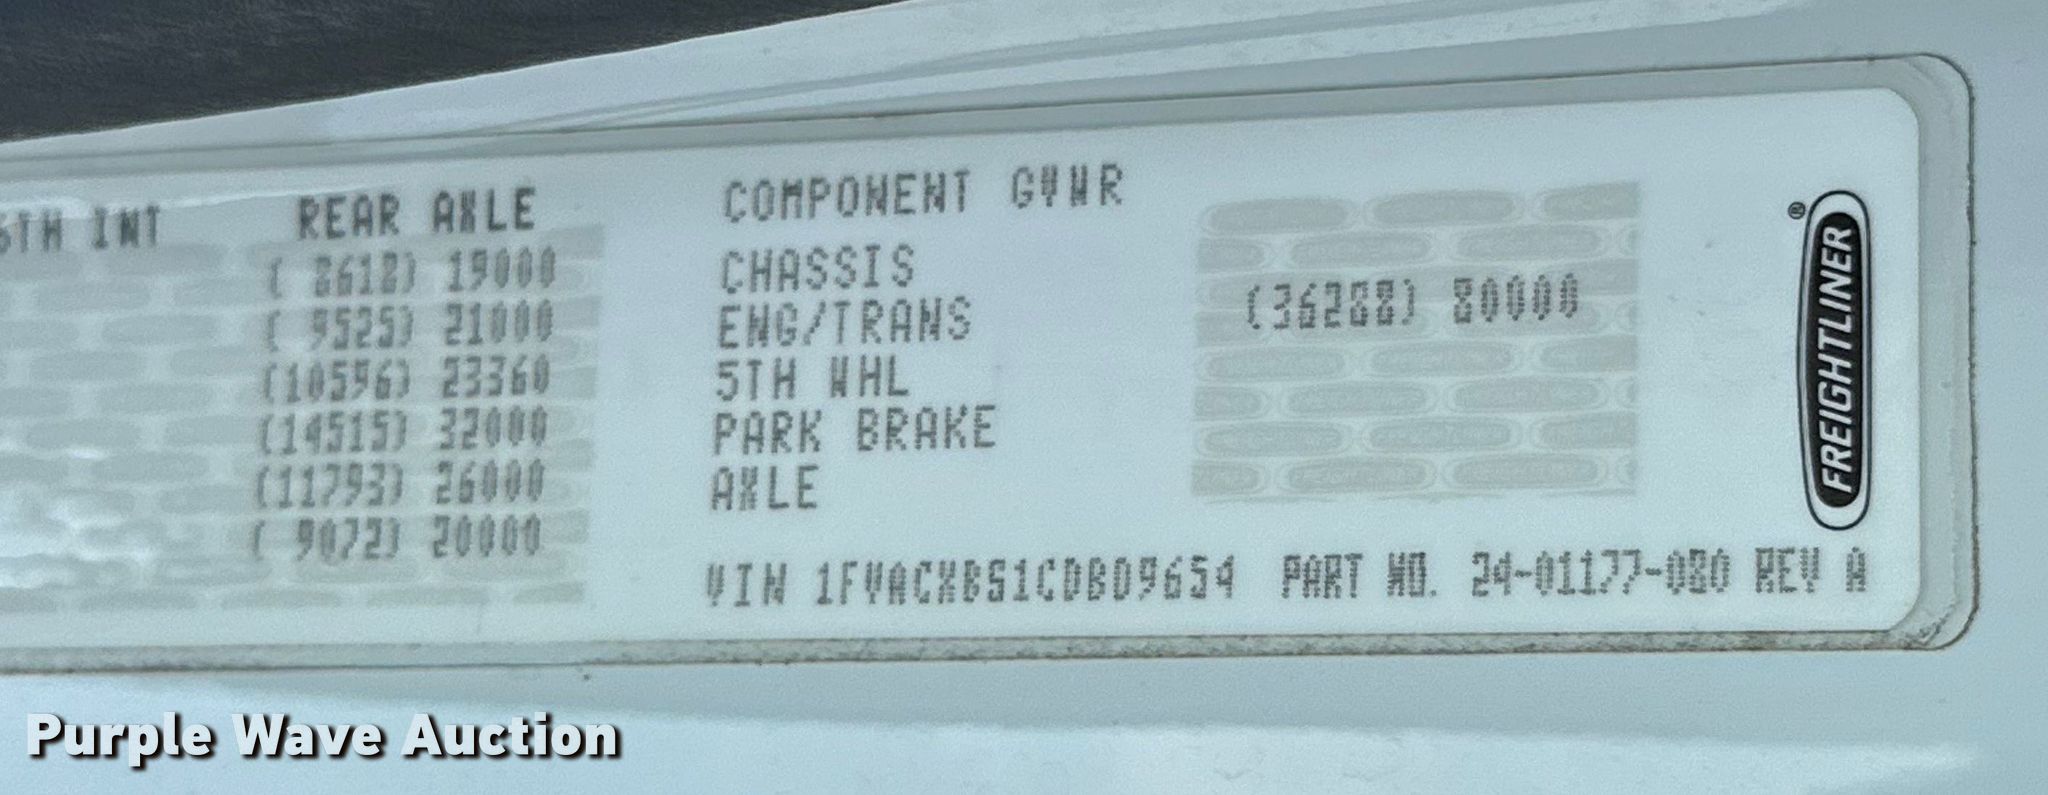 5TH INT REAR AXLE COMPONENT GVWR
( 8618) 19000 CHASSIS
( 9525) 21000 ENG/TRANS (36288) 80000
(10596) 23360 5TH WHL
(14515) 32000 PARK BRAKE
(11793) 26000 AXLE
( 9072) 20000
VIN 1FVACXBS1CDBD9654 PART NO. 24-01177-080 REV A
FREIGHTLINER®
Purple Wave Auction